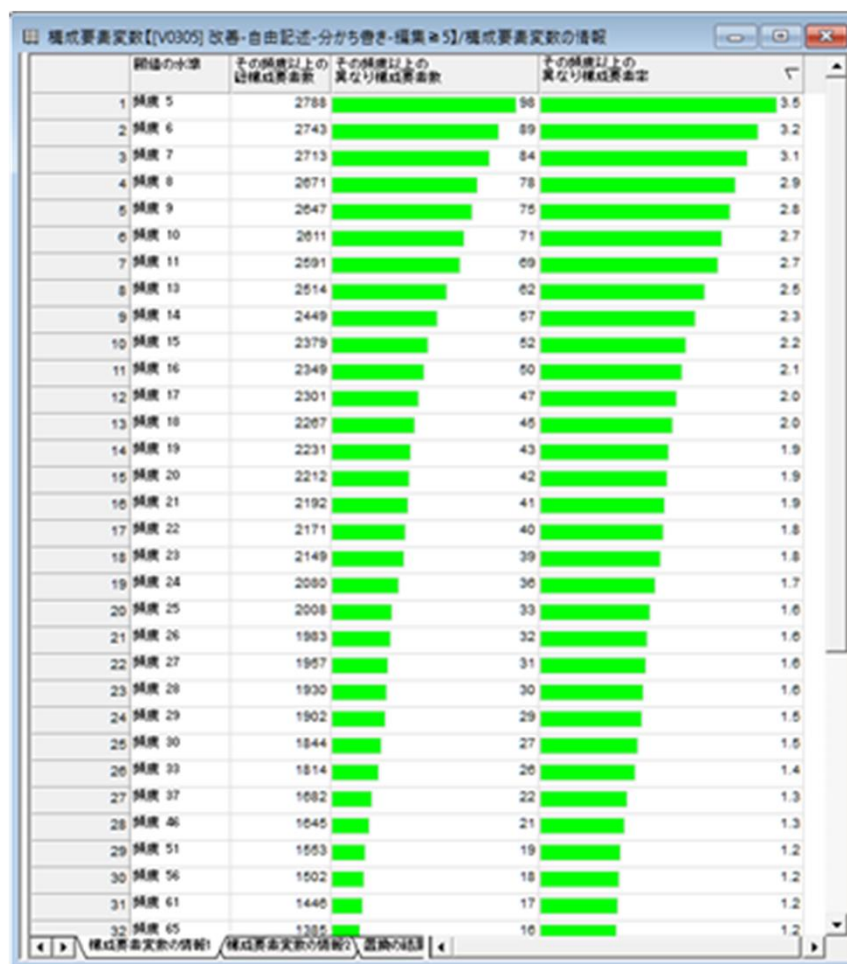 構成要素変数【[V0305] 改善-自由記述-分かち書き-編集≧5】/構成要素変数の情報
閾値の水準 その頻度以上の総構成要素数 その頻度以上の異なり構成要素数 その頻度以上の異なり構成要素定
1 頻度 5 2788 98 3.5
2 頻度 6 2743 89 3.2
3 頻度 7 2713 84 3.1
4 頻度 8 2671 78 2.9
5 頻度 9 2647 75 2.8
6 頻度 10 2611 71 2.7
7 頻度 11 2591 69 2.7
8 頻度 13 2514 62 2.5
9 頻度 14 2449 57 2.3
10 頻度 15 2379 52 2.2
11 頻度 16 2349 50 2.1
12 頻度 17 2301 47 2.0
13 頻度 18 2267 45 2.0
14 頻度 19 2231 43 1.9
15 頻度 20 2212 42 1.9
16 頻度 21 2192 41 1.9
17 頻度 22 2171 40 1.8
18 頻度 23 2149 39 1.8
19 頻度 24 2080 36 1.7
20 頻度 25 2008 33 1.6
21 頻度 26 1983 32 1.6
22 頻度 27 1957 31 1.6
23 頻度 28 1930 30 1.6
24 頻度 29 1902 29 1.5
25 頻度 30 1844 27 1.5
26 頻度 33 1814 26 1.4
27 頻度 37 1682 22 1.3
28 頻度 46 1645 21 1.3
29 頻度 51 1553 19 1.2
30 頻度 56 1502 18 1.2
31 頻度 61 1446 17 1.2
32 頻度 65 1385 16 1.2
構成要素変数の情報1 構成要素変数の情報2 置換の結果